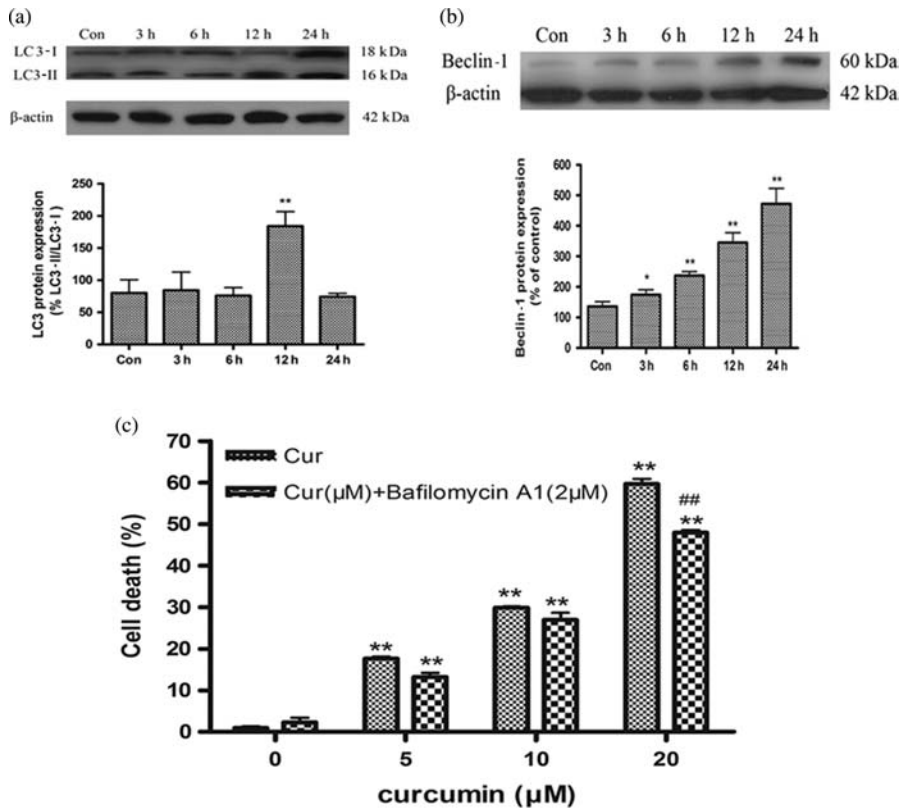 (a)
Con 3 h 6 h 12 h 24 h
LC3-I 18 kDa
LC3-II 16 kDa
β-actin 42 kDa
LC3 protein expression
(% LC3-II/LC3-I )
250
200
150
100
50
0
Con 3 h 6 h 12 h 24 h
**
(b)
Con 3 h 6 h 12 h 24 h
Beclin-1 60 kDa
β-actin 42 kDa
Beclin-1 protein expression
(% of control)
600
500
400
300
200
100
0
Con 3 h 6 h 12 h 24 h
* ** ** **
(c)
Cur
Cur(μM)+Bafilomycin A1(2μM)
Cell death (%)
70
60
50
40
30
20
10
0
** ** ** ** ** ## **
0 5 10 20
curcumin (μM)